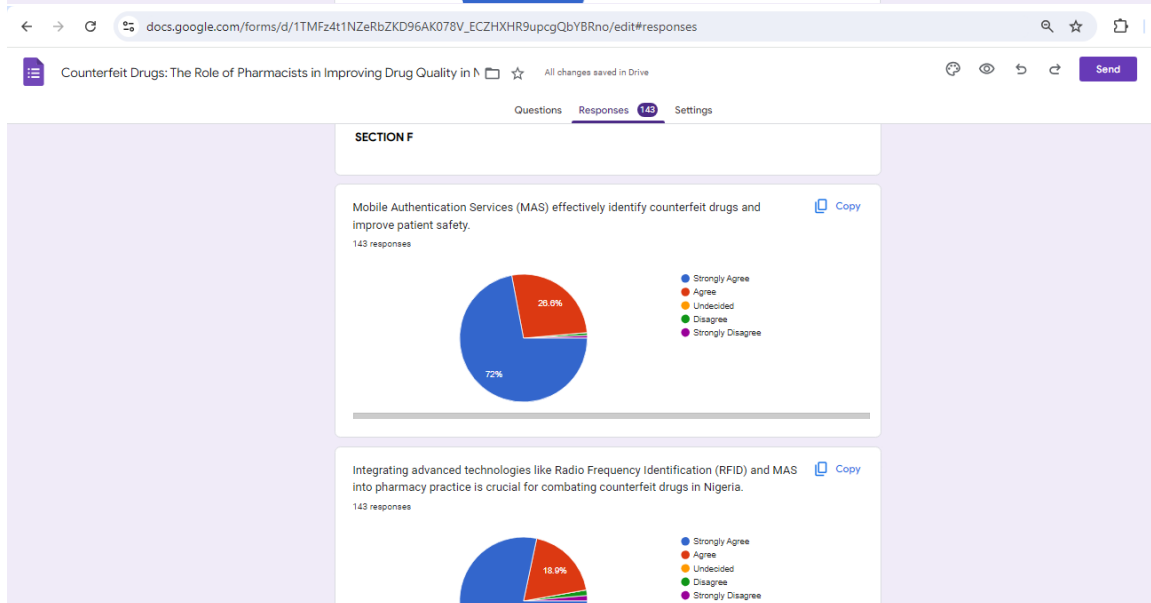 docs.google.com/forms/d/1TMFz4t1NZeRbZKD96AK078V_ECZHXHR9upcgQbYBRno/edit#responses
Counterfeit Drugs: The Role of Pharmacists in Improving Drug Quality in N
All changes saved in Drive
Send
Questions
Responses 143
Settings
SECTION F
Mobile Authentication Services (MAS) effectively identify counterfeit drugs and
improve patient safety.
Copy
143 responses
Strongly Agree
Agree
Undecided
Disagree
Strongly Disagree
26.6%
72%
Integrating advanced technologies like Radio Frequency Identification (RFID) and MAS
into pharmacy practice is crucial for combating counterfeit drugs in Nigeria.
Copy
143 responses
Strongly Agree
Agree
Undecided
Disagree
Strongly Disagree
18.9%